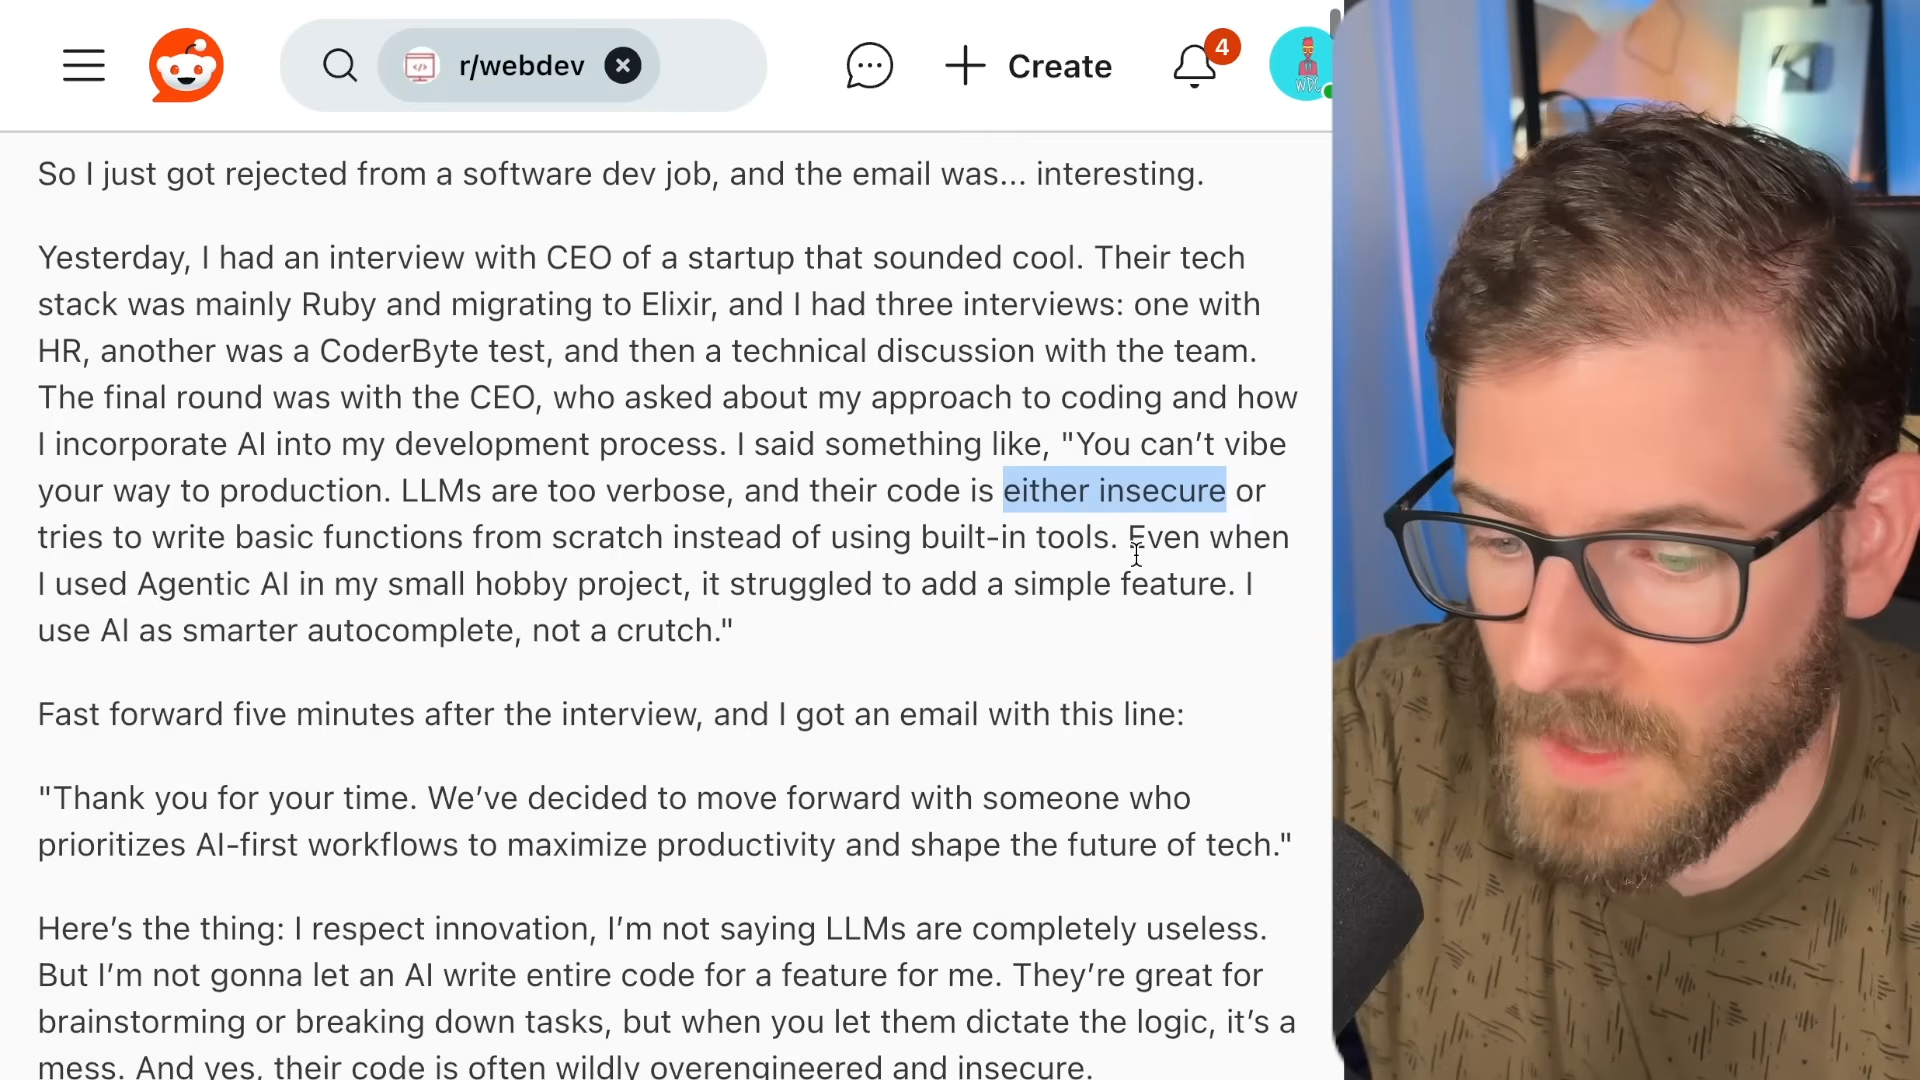 r/webdev
Create
4
WDC
So I just got rejected from a software dev job, and the email was... interesting.
Yesterday, I had an interview with CEO of a startup that sounded cool. Their tech
stack was mainly Ruby and migrating to Elixir, and I had three interviews: one with
HR, another was a CoderByte test, and then a technical discussion with the team.
The final round was with the CEO, who asked about my approach to coding and how
I incorporate AI into my development process. I said something like, "You can’t vibe
your way to production. LLMs are too verbose, and their code is either insecure or
tries to write basic functions from scratch instead of using built-in tools. Even when
I used Agentic AI in my small hobby project, it struggled to add a simple feature. I
use AI as smarter autocomplete, not a crutch."
Fast forward five minutes after the interview, and I got an email with this line:
"Thank you for your time. We’ve decided to move forward with someone who
prioritizes AI-first workflows to maximize productivity and shape the future of tech."
Here’s the thing: I respect innovation, I’m not saying LLMs are completely useless.
But I’m not gonna let an AI write entire code for a feature for me. They’re great for
brainstorming or breaking down tasks, but when you let them dictate the logic, it’s a
mess. And yes, their code is often wildly overengineered and insecure.